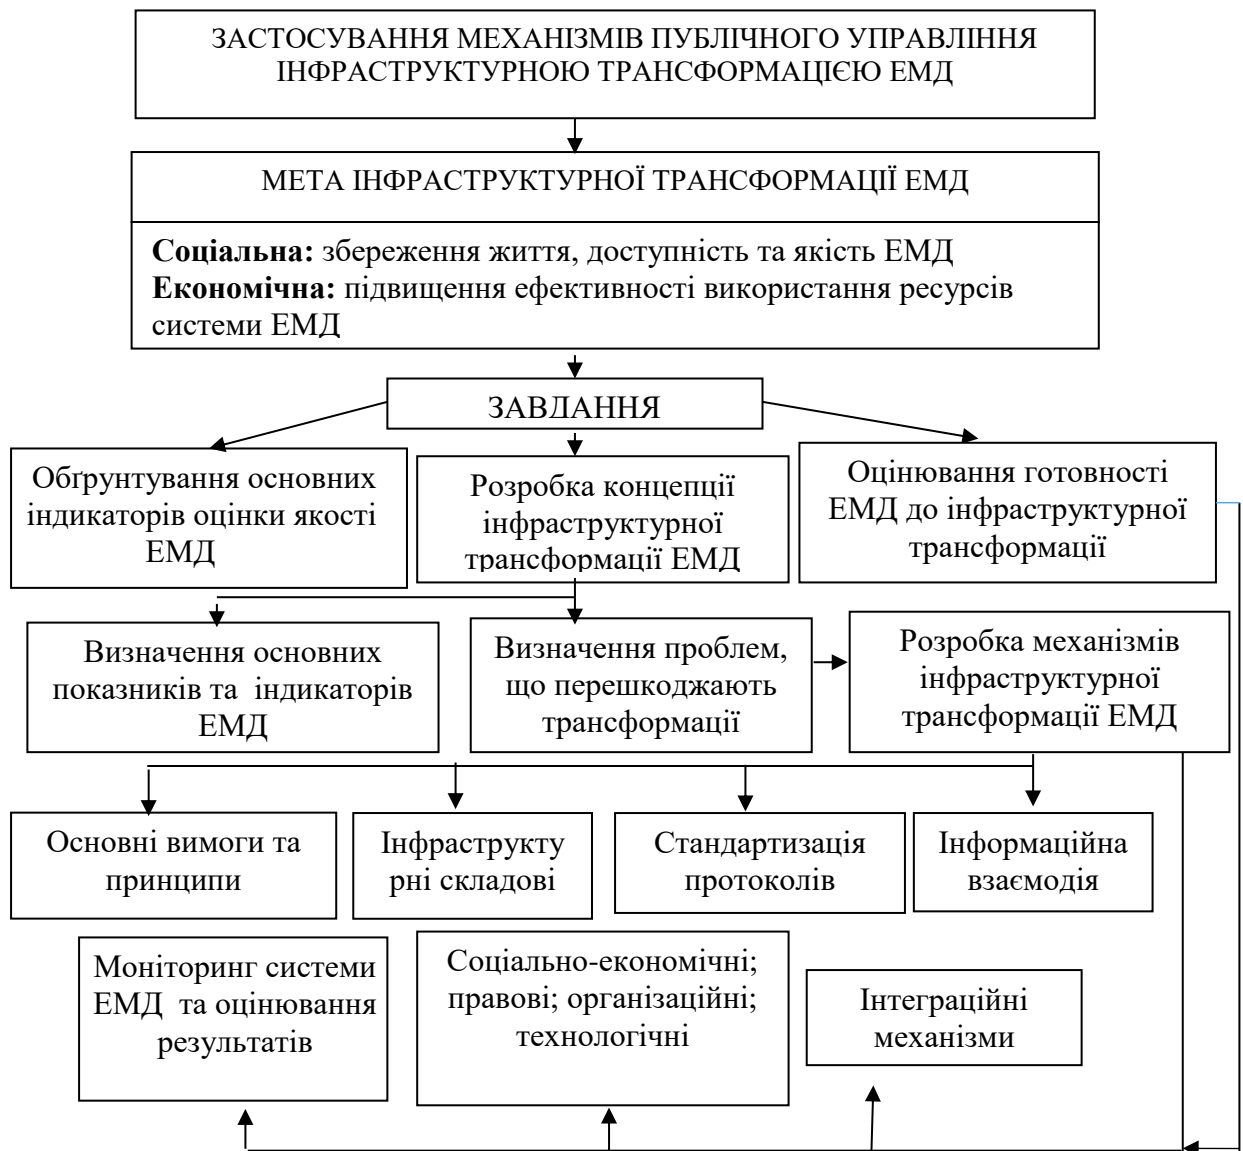 ЗАСТОСУВАННЯ МЕХАНІЗМІВ ПУБЛІЧНОГО УПРАВЛІННЯ
ІНФРАСТРУКТУРНОЮ ТРАНСФОРМАЦІЄЮ ЕМД
МЕТА ІНФРАСТРУКТУРНОЇ ТРАНСФОРМАЦІЇ ЕМД
Соціальна: збереження життя, доступність та якість ЕМД
Економічна: підвищення ефективності використання ресурсів
системи ЕМД
ЗАВДАННЯ
Обґрунтування основних
індикаторів оцінки якості
ЕМД
Розробка концепції
інфраструктурної
трансформації ЕМД
Оцінювання готовності
ЕМД до інфраструктурної
трансформації
Визначення основних
показників та індикаторів
ЕМД
Визначення проблем,
що перешкоджають
трансформації
Розробка механізмів
інфраструктурної
трансформації ЕМД
Основні вимоги та
принципи
Інфраструкту
рні складові
Стандартизація
протоколів
Інформаційна
взаємодія
Моніторинг системи
ЕМД та оцінювання
результатів
Соціально-економічні;
правові; організаційні;
технологічні
Інтеграційні
механізми